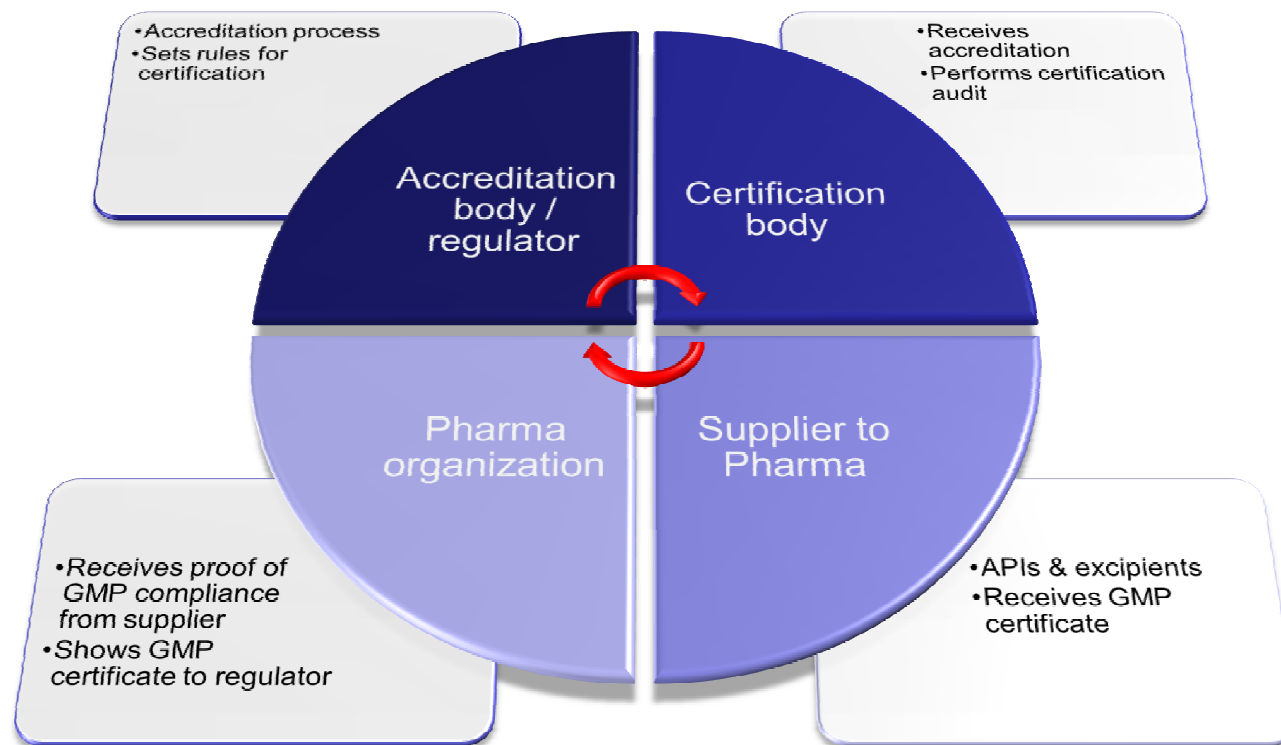 •Accreditation process
•Sets rules for
certification
•Receives
accreditation
•Performs certification
audit
Accreditation
body /
regulator
Certification
body
Pharma
organization
Supplier to
Pharma
•Receives proof of
GMP compliance
from supplier
•Shows GMP
certificate to regulator
•APIs & excipients
•Receives GMP
certificate